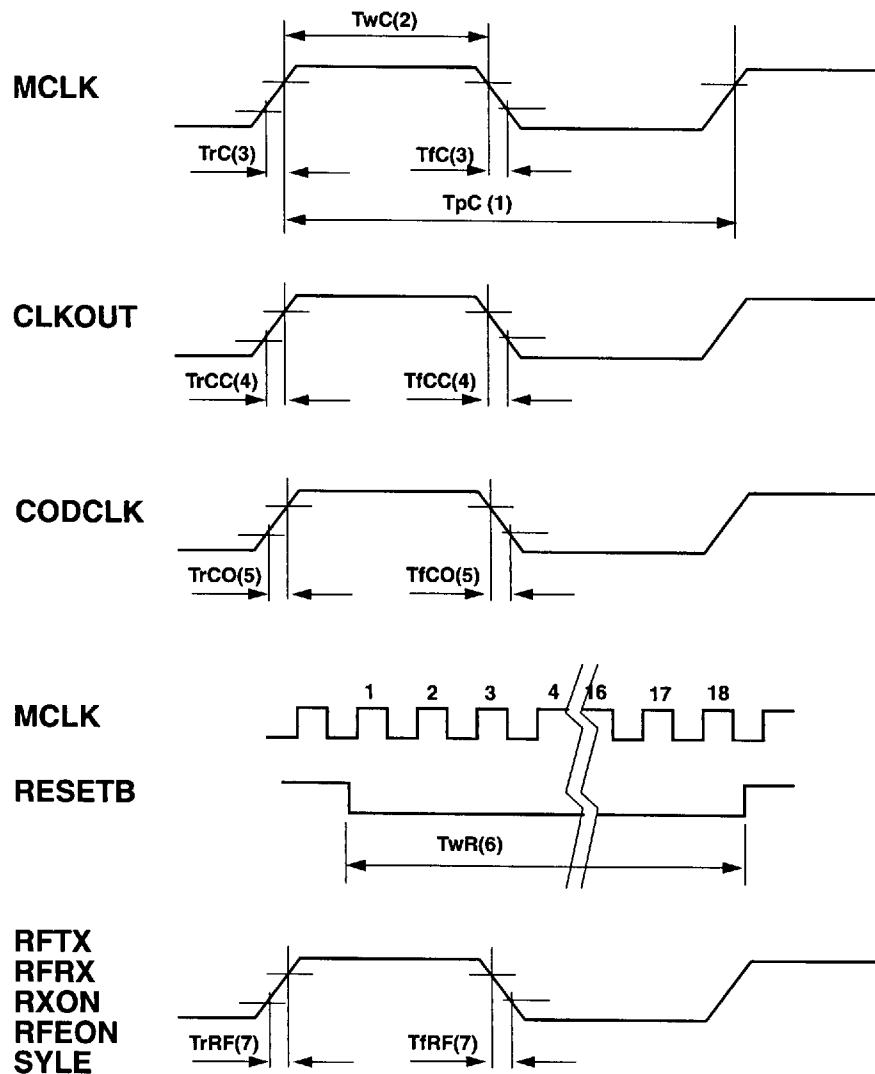 TwC(2)
MCLK
TrC(3) TfC(3)
TpC (1)
CLKOUT
TrCC(4) TfCC(4)
CODCLK
TrCO(5) TfCO(5)
1 2 3 4 16 17 18
MCLK
RESETB
TwR(6)
RFTX
RFRX
RXON
RFEON
SYLE
TrRF(7) TfRF(7)